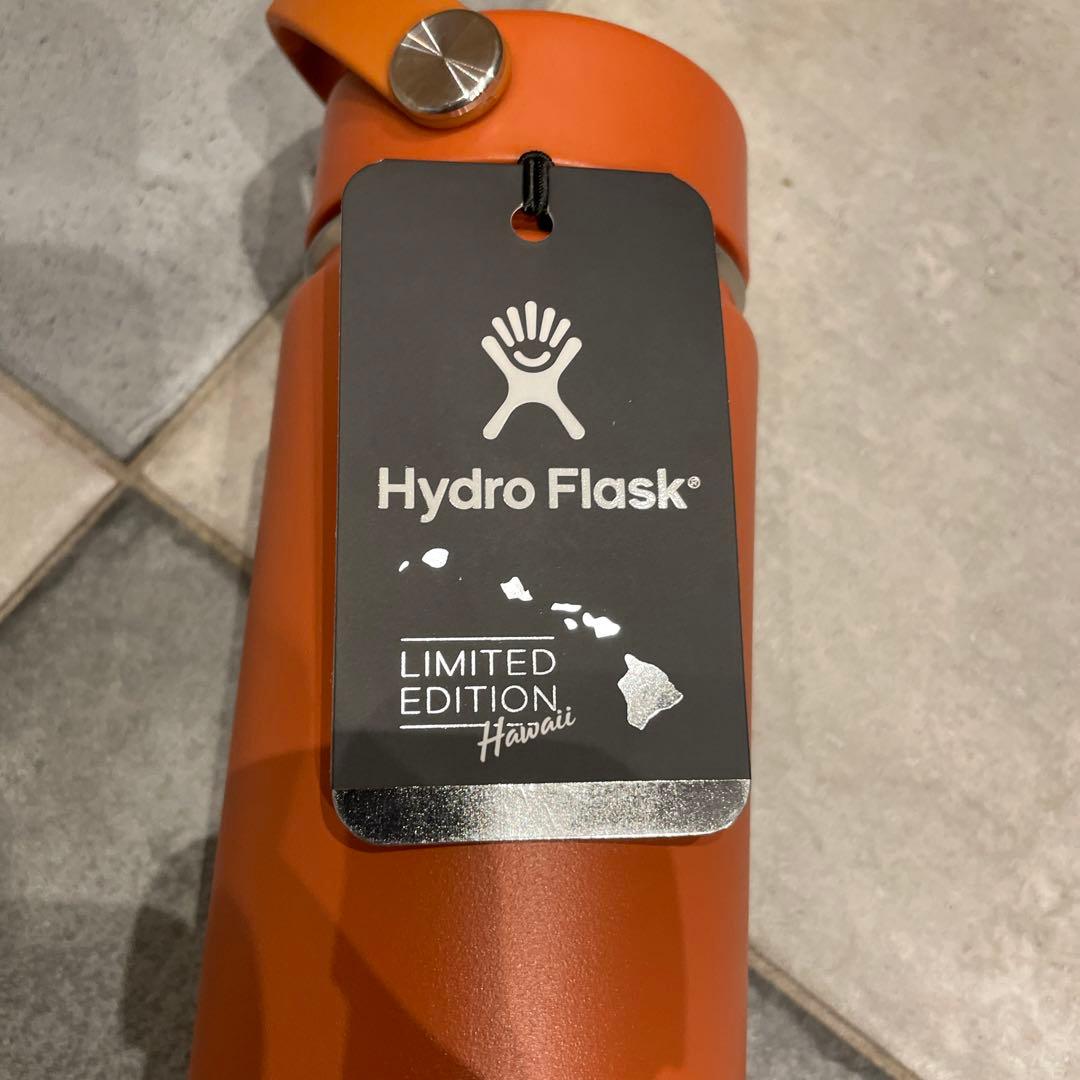 Hydro Flask®
LIMITED
EDITION
Hawaii